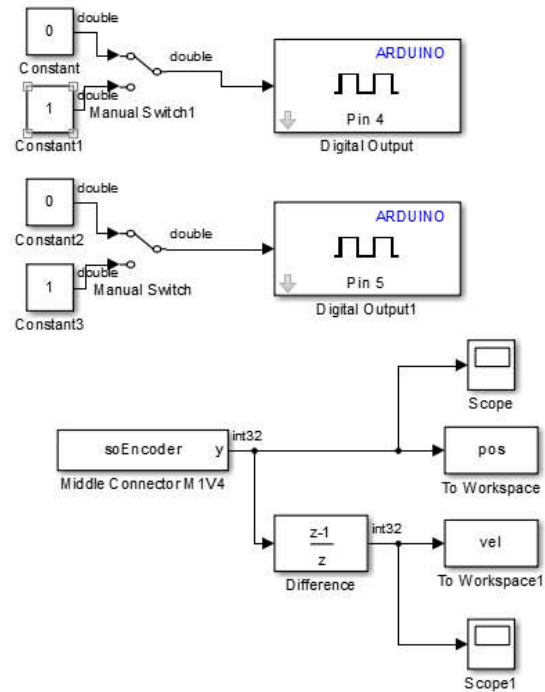 double
0
Constant
double
ARDUINO
double
1
Manual Switch1
Pin 4
Constant1
Digital Output
double
0
ARDUINO
Constant2
double
double
1
Manual Switch
Pin 5
Constant3
Digital Output1
Scope
soEncoder y
int32
pos
Middle Connector M1V4
To Workspace
z-1
z
int32
vel
Difference
To Workspace1
Scope1